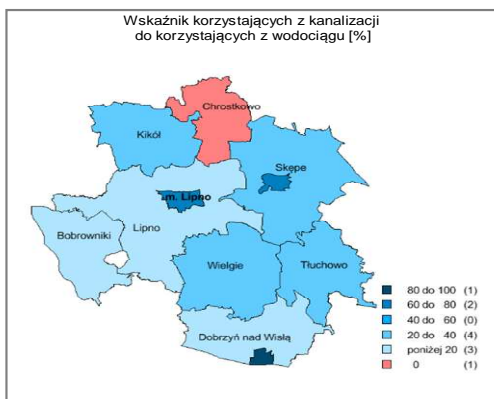 Wskaźnik korzystających z kanalizacji
do korzystających z wodociągu [%]
Chrostkowo
Kikół
Skępe
m. Lipno
Bobrowniki
Lipno
Wielgie
Tłuchowo
Dobrzyń nad Wisłą
80 do 100 (1)
60 do 80 (2)
40 do 60 (0)
20 do 40 (4)
poniżej 20 (3)
0 (1)